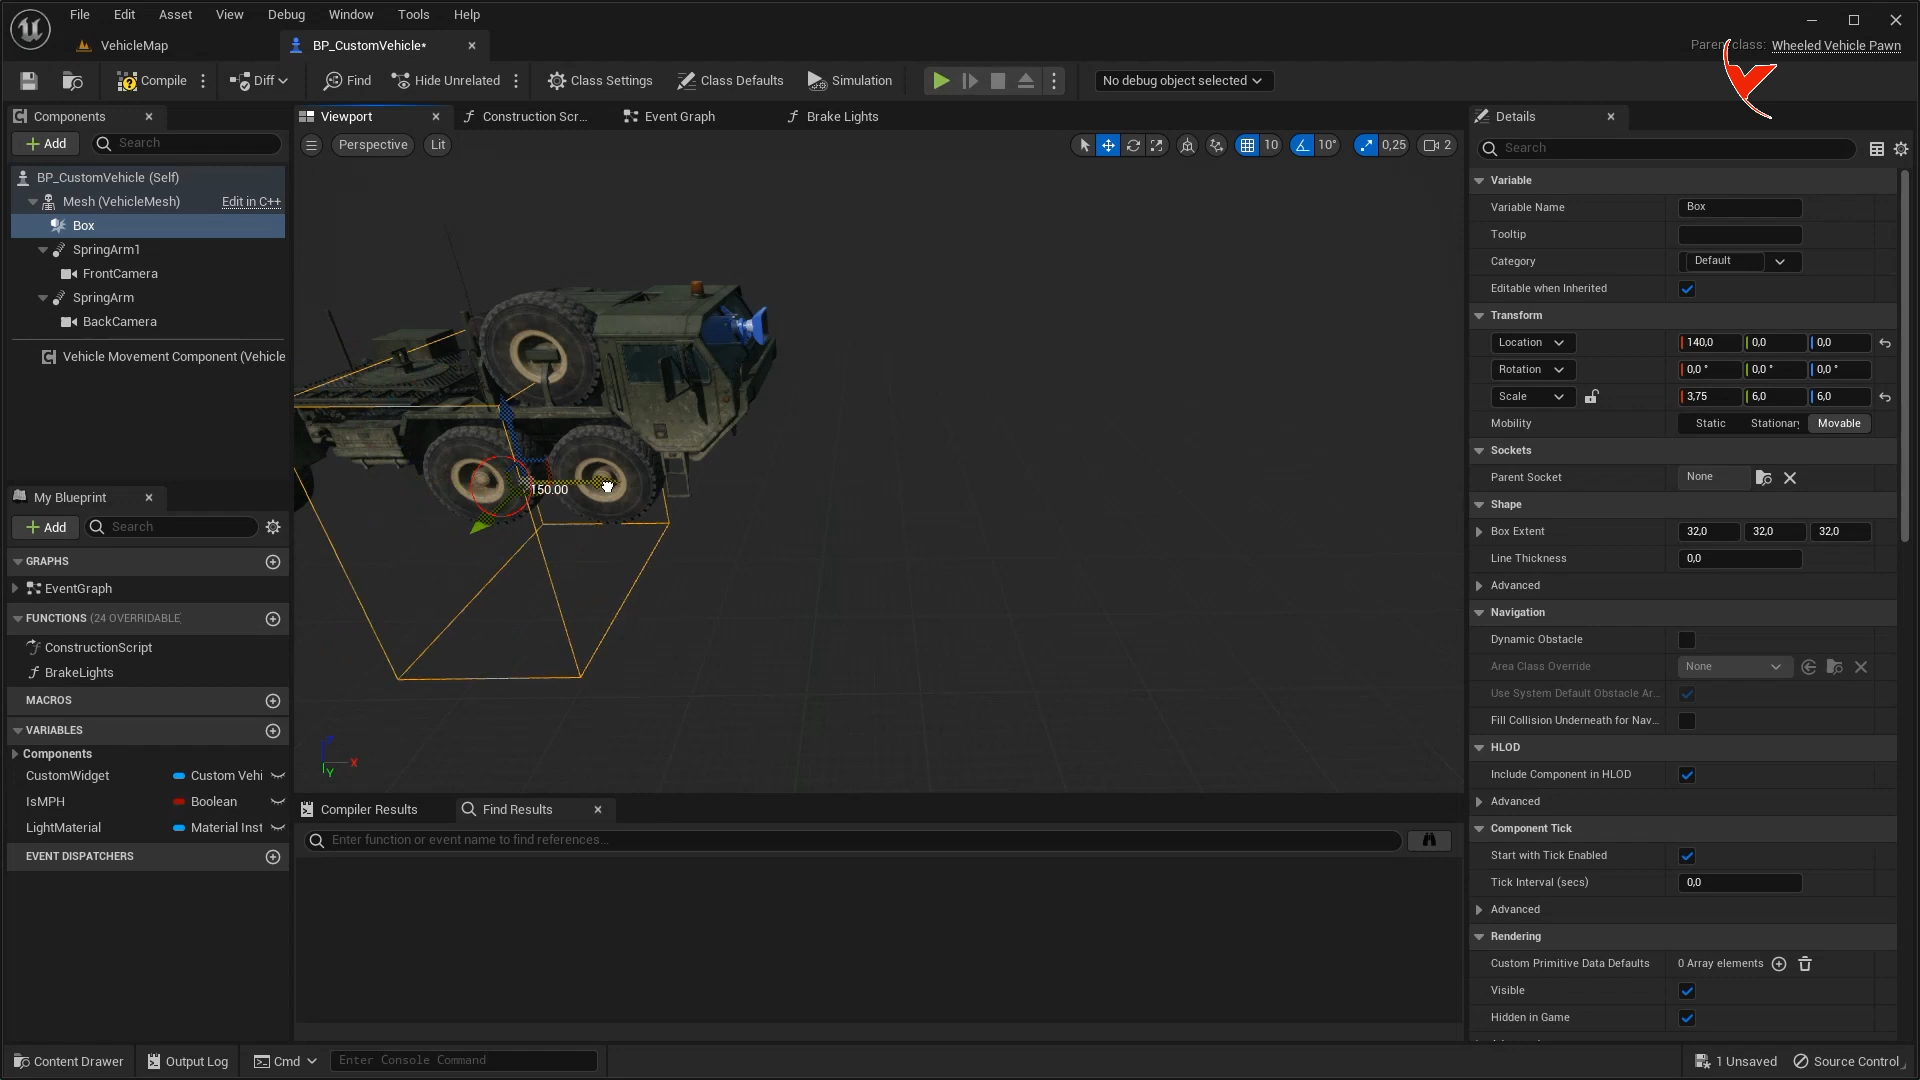 File Edit Asset View Debug Window Tools Help
VehicleMap
BP_CustomVehicle*
Parent class: Wheeled Vehicle Pawn
Compile
Diff
Find
Hide Unrelated
Class Settings
Class Defaults
Simulation
No debug object selected
Components
Add
Search
BP_CustomVehicle (Self)
Mesh (VehicleMesh) Edit in C++
Box
SpringArm1
FrontCamera
SpringArm
BackCamera
Vehicle Movement Component (Vehicle
My Blueprint
Add
Search
GRAPHS
EventGraph
FUNCTIONS (24 OVERRIDABLE
ConstructionScript
BrakeLights
MACROS
VARIABLES
Components
CustomWidget Custom Vehi
IsMPH Boolean
LightMaterial Material Inst
EVENT DISPATCHERS
Viewport
Construction Scr...
Event Graph
Brake Lights
Perspective
Lit
10
10°
0,25
2
150.00
X
Y
Compiler Results
Find Results
Enter function or event name to find references...
Details
Search
Variable
Variable Name Box
Tooltip
Category Default
Editable when Inherited
Transform
Location 140,0 0,0 0,0
Rotation 0,0 ° 0,0 ° 0,0 °
Scale 3,75 6,0 6,0
Mobility Static Stationary Movable
Sockets
Parent Socket None
Shape
Box Extent 32,0 32,0 32,0
Line Thickness 0,0
Advanced
Navigation
Dynamic Obstacle
Area Class Override None
Use System Default Obstacle Ar...
Fill Collision Underneath for Nav...
HLOD
Include Component in HLOD
Advanced
Component Tick
Start with Tick Enabled
Tick Interval (secs) 0,0
Advanced
Rendering
Custom Primitive Data Defaults 0 Array elements
Visible
Hidden in Game
Content Drawer
Output Log
Cmd
Enter Console Command
1 Unsaved
Source Control